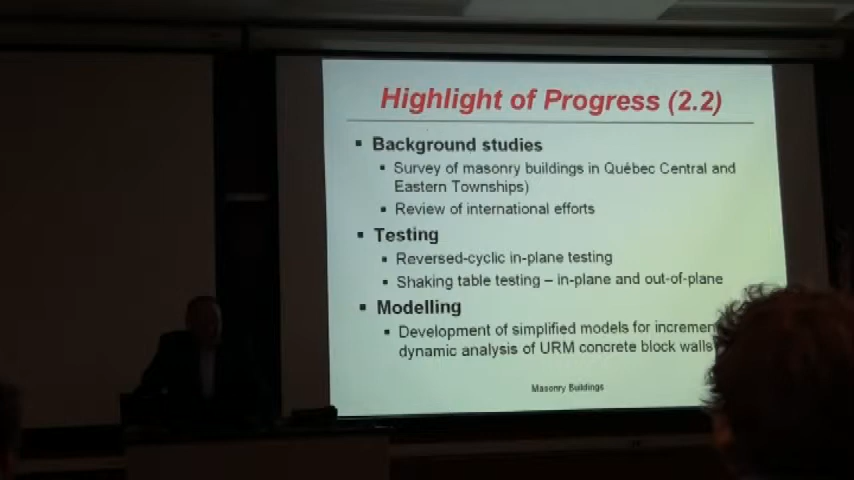 Highlight of Progress (2.2)
▪ Background studies
▪ Survey of masonry buildings in Québec Central and
Eastern Townships)
▪ Review of international efforts
▪ Testing
▪ Reversed-cyclic in-plane testing
▪ Shaking table testing – in-plane and out-of-plane
▪ Modelling
▪ Development of simplified models for
dynamic analysis of URM concrete block walls
Masonry Buildings